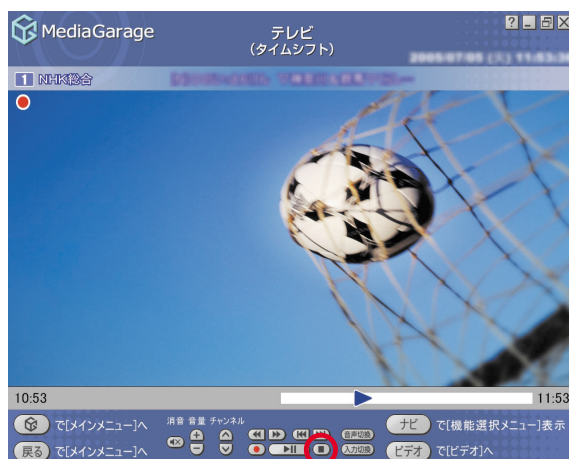 MediaGarage
テレビ
(タイムシフト)
2005/07/05 (火) 11:53:38
1 NHK総合
10:53
11:53
で[メインメニュー]へ
消音 音量 チャンネル
音声切換
ナビ で[機能選択メニュー]表示
戻る で[メインメニュー]へ
入力切換
ビデオ で[ビデオ]へ